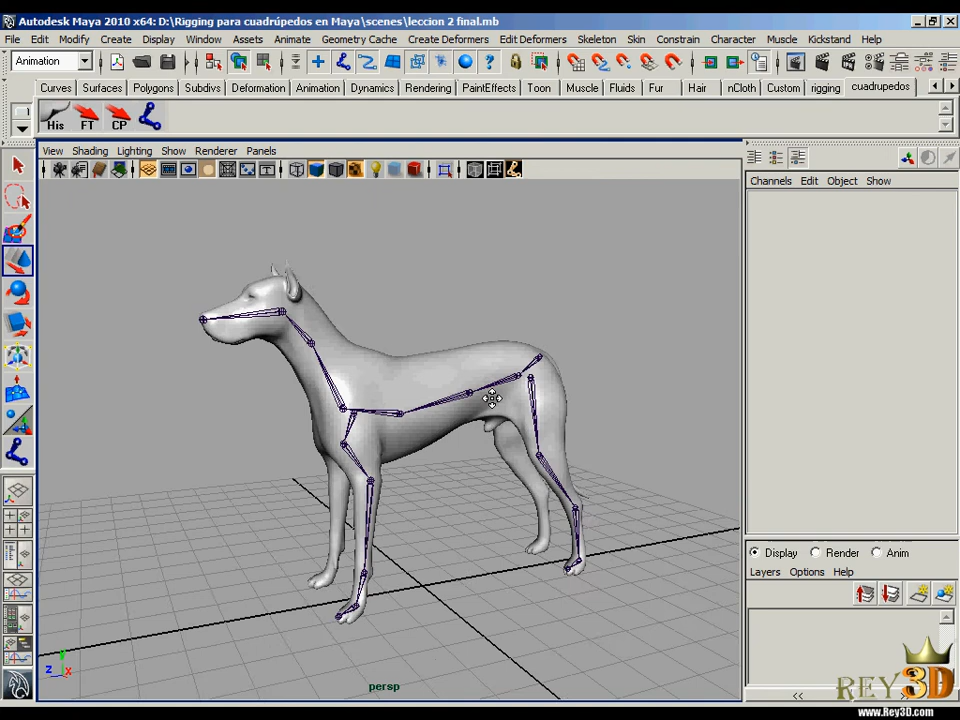 Autodesk Maya 2010 x64: D:\Rigging para cuadrúpedos en Maya\scenes\leccion 2 final.mb
File Edit Modify Create Display Window Assets Animate Geometry Cache Create Deformers Edit Deformers Skeleton Skin Constrain Character Muscle Kickstand Help
Animation
Curves Surfaces Polygons Subdivs Deformation Animation Dynamics Rendering PaintEffects Toon Muscle Fluids Fur Hair nCloth Custom rigging cuadrupedos
His FT CP
View Shading Lighting Show Renderer Panels
Channels Edit Object Show
Display Render Anim
Layers Options Help
y
z x
persp
<<
REY3D
www.Rey3D.com